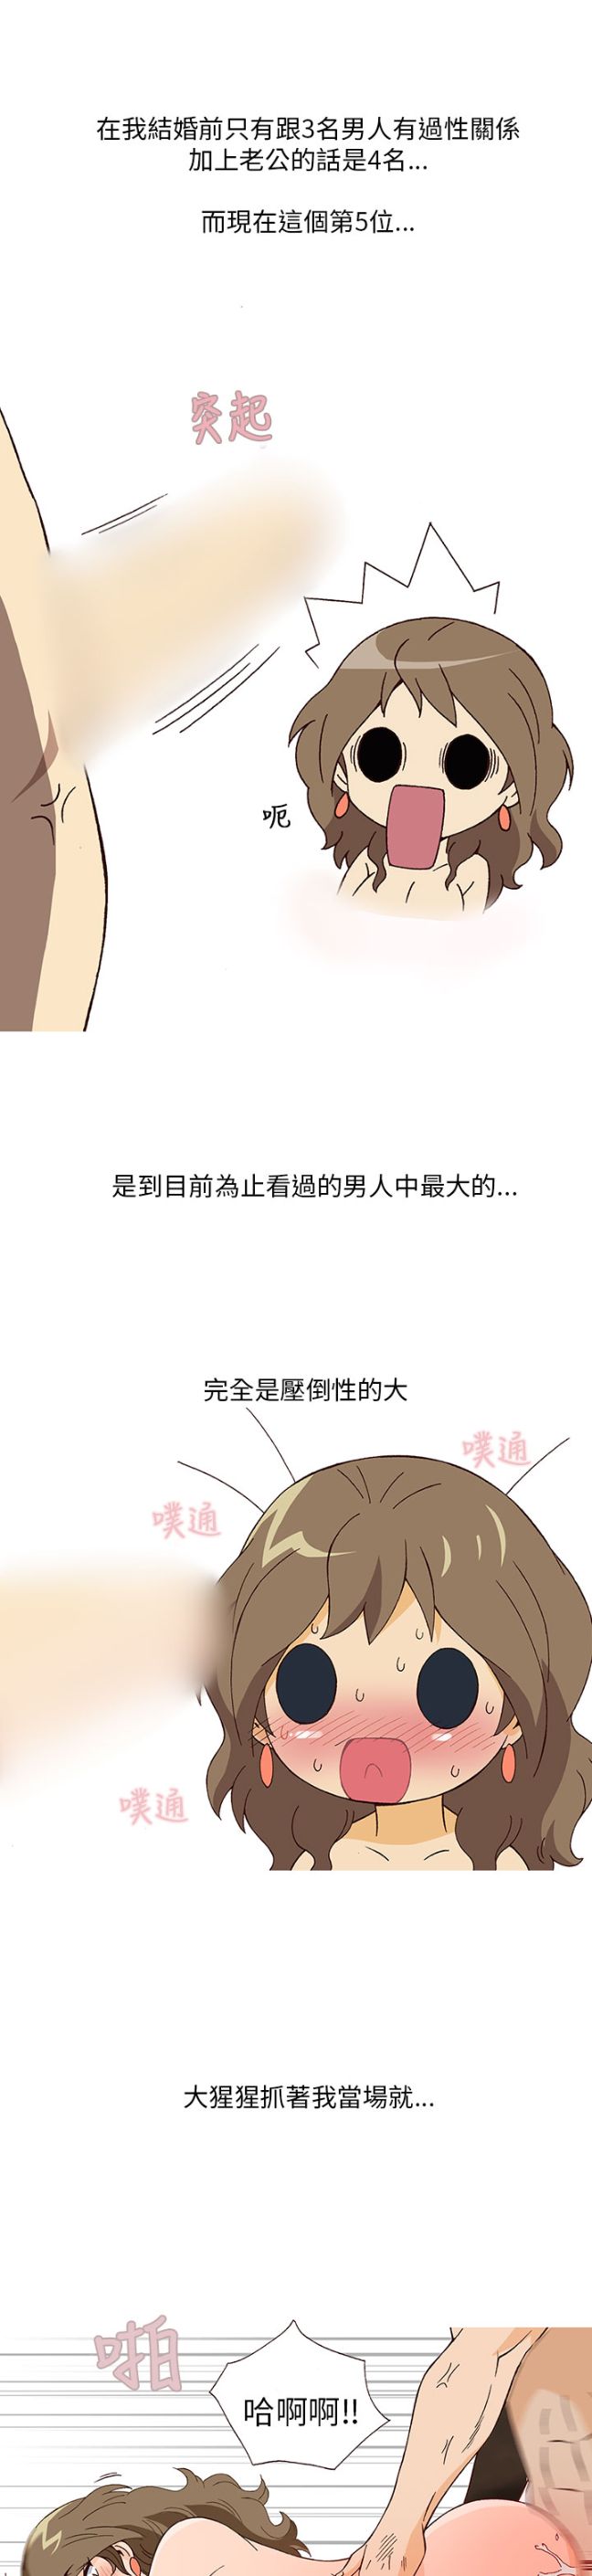 在我結婚前只有跟3名男人有過性關係
加上老公的話是4名...
而現在這個第5位...
突起
呃
是到目前為止看過的男人中最大的...
完全是壓倒性的大
噗通
噗通
噗通
大猩猩抓著我當場就...
啪
哈啊啊!!